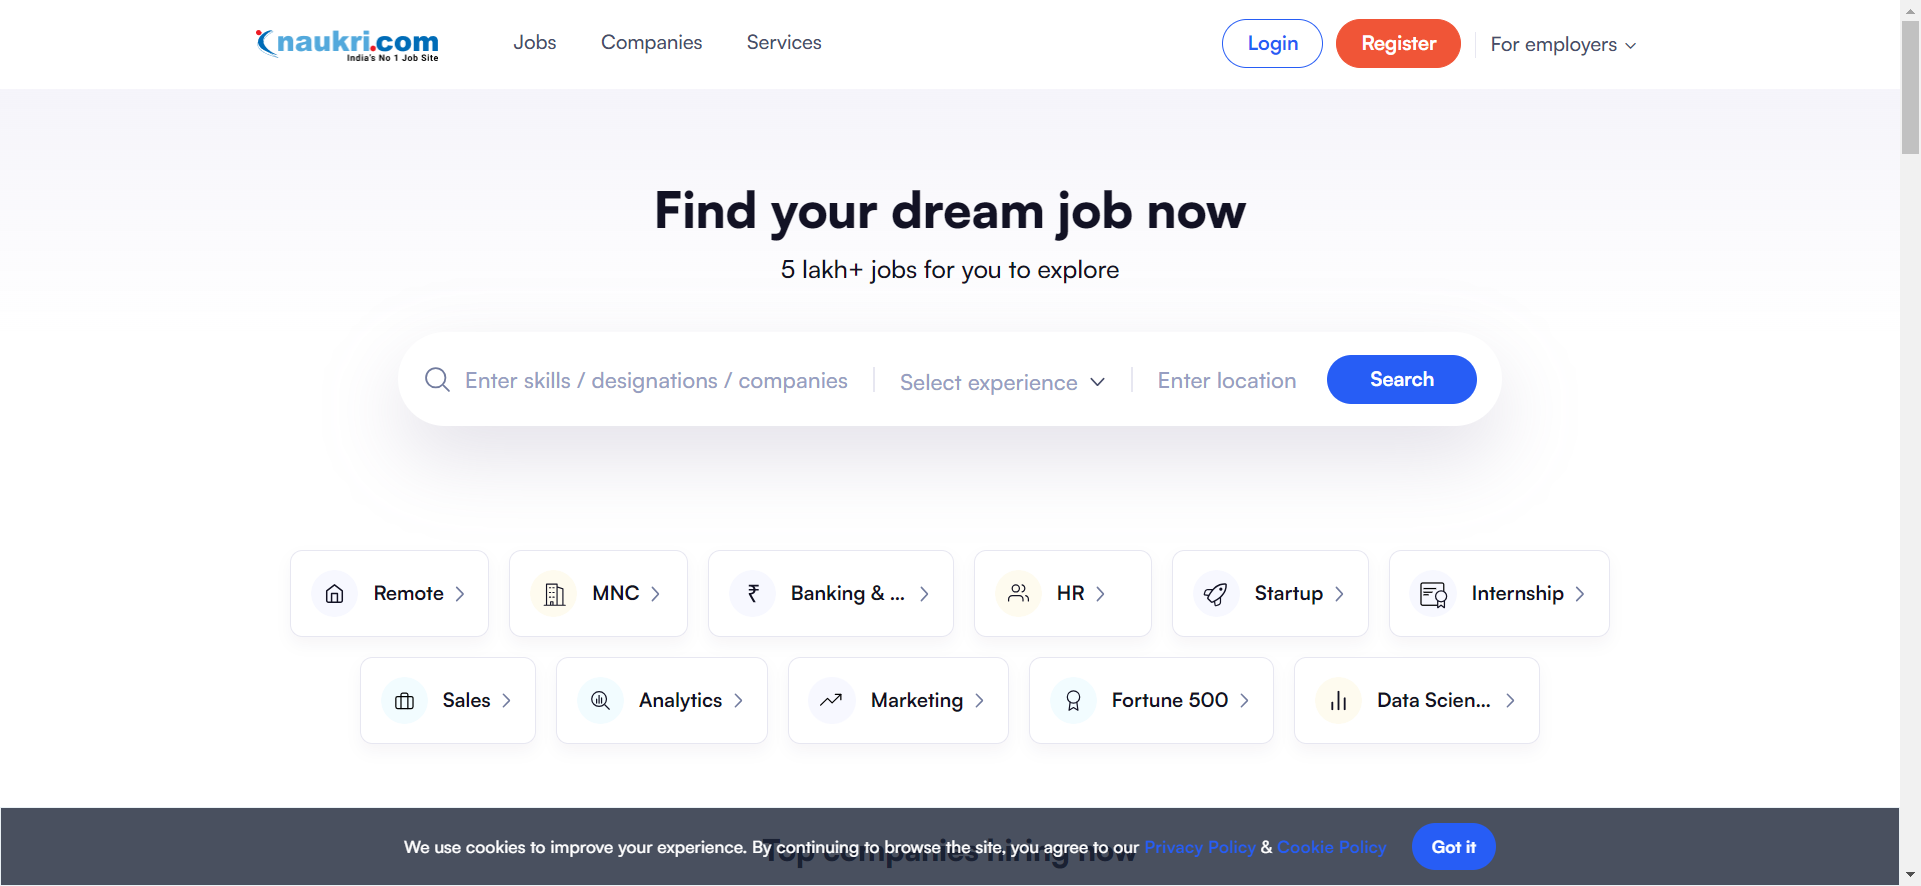 naukri.com
India's No 1 Job Site
Jobs
Companies
Services
Login
Register
For employers
Find your dream job now
5 lakh+ jobs for you to explore
Enter skills / designations / companies
Select experience
Enter location
Search
Remote
MNC
Banking & ...
HR
Startup
Internship
Sales
Analytics
Marketing
Fortune 500
Data Scien...
Top companies hiring now
We use cookies to improve your experience. By continuing to browse the site, you agree to our Privacy Policy & Cookie Policy
Got it